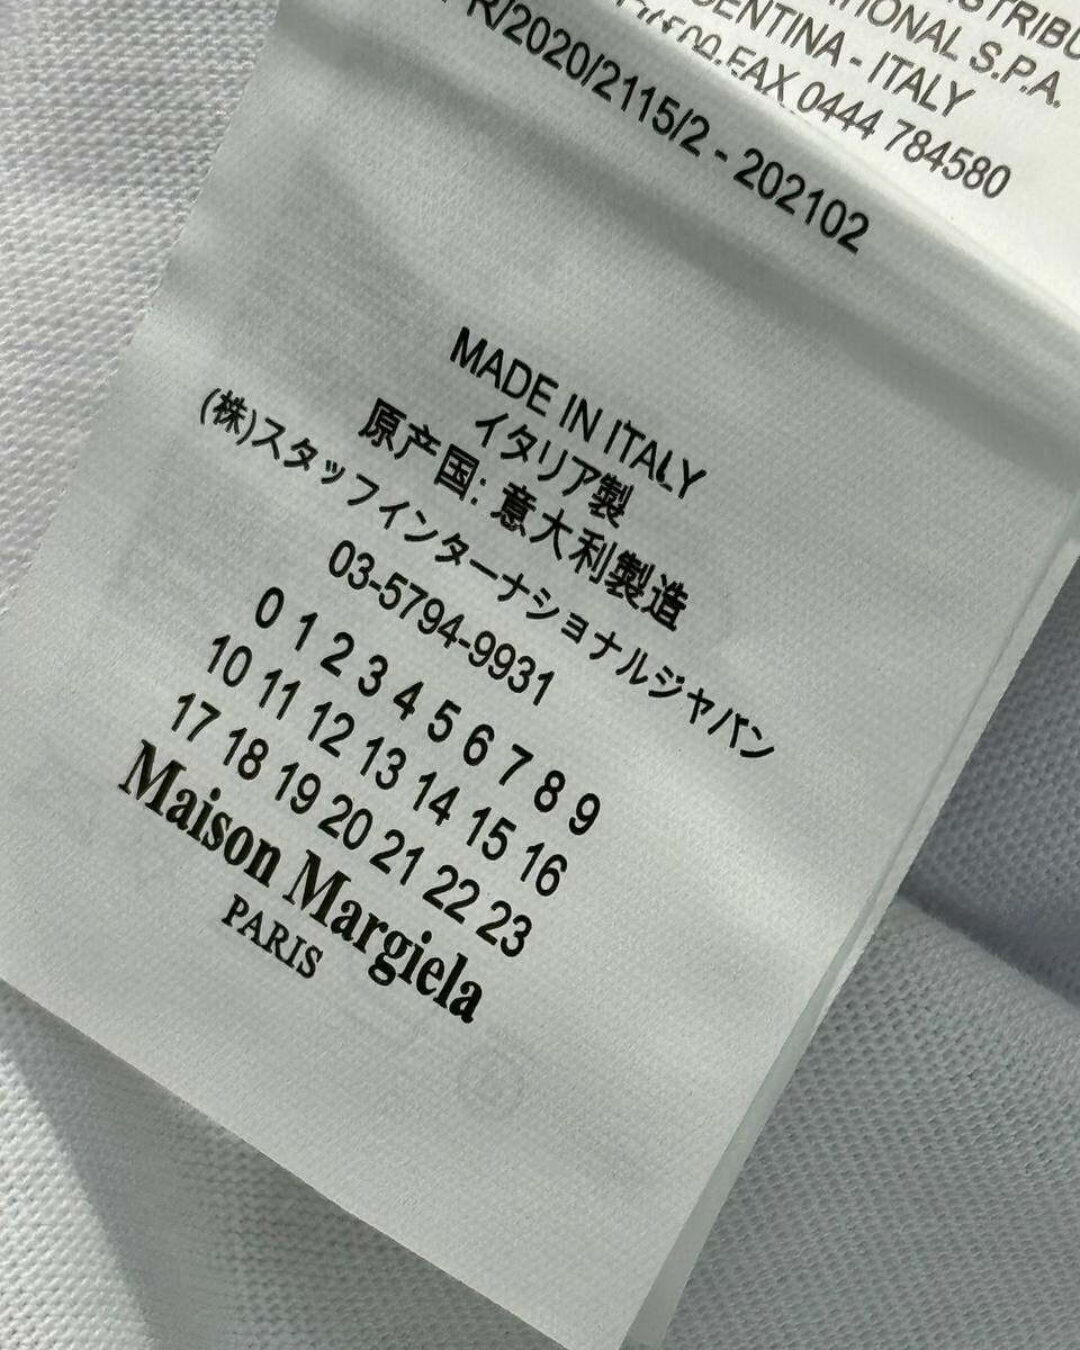 S.P.A.
- ITALY
FAX 0444 784580
/2020/2115/2 - 202102
MADE IN ITALY
イタリア製
原产国: 意大利製造
(株)スタッフインターナショナルジャパン
03-5794-9931
0 1 2 3 4 5 6 7 8 9
10 11 12 13 14 15 16
17 18 19 20 21 22 23
Maison Margiela
PARIS